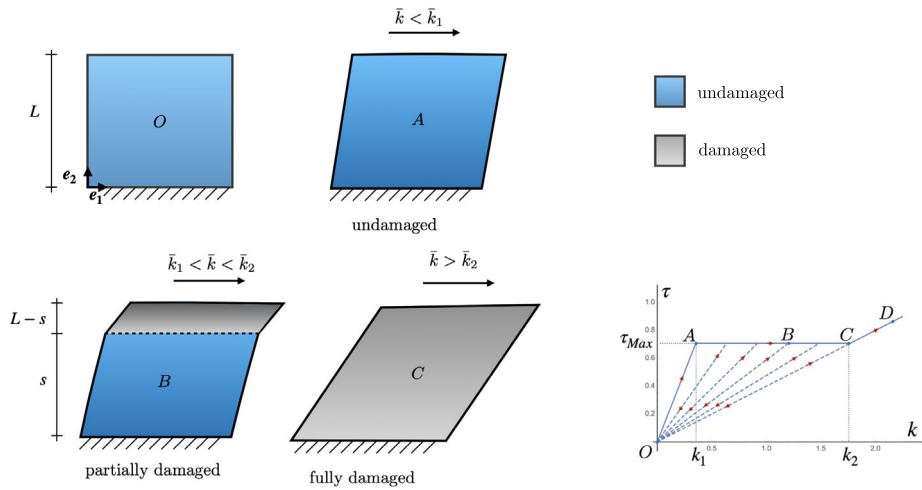 k̄ < k̄₁
L
O
A
e₂
e₁
undamaged
undamaged
damaged
k̄₁ < k̄ < k̄₂
k̄ > k̄₂
L − s
s
B
C
partially damaged
fully damaged
τ
1.0
0.8
τMax
0.6
0.4
0.2
A
B
C
D
O
k₁
0.5
1.0
1.5
k₂
2.0
k